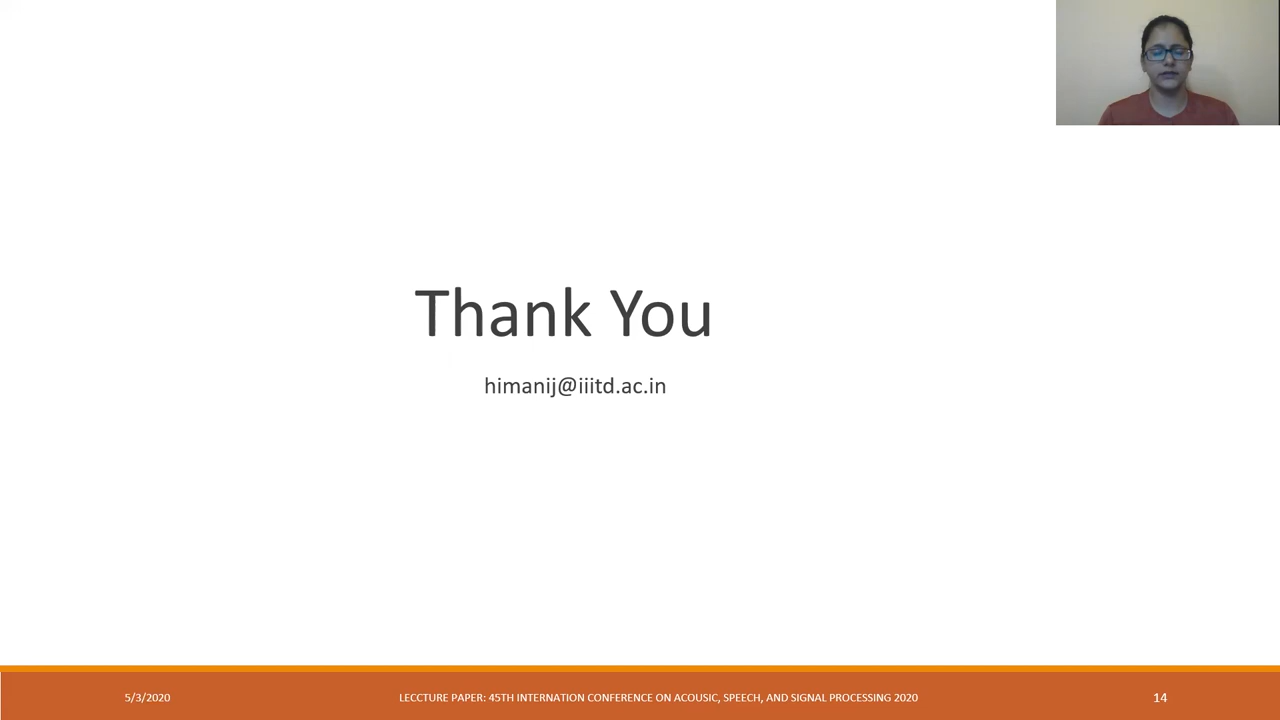 Thank You
himanij@iiitd.ac.in
5/3/2020
LECCTURE PAPER: 45TH INTERNATION CONFERENCE ON ACOUSIC, SPEECH, AND SIGNAL PROCESSING 2020
14